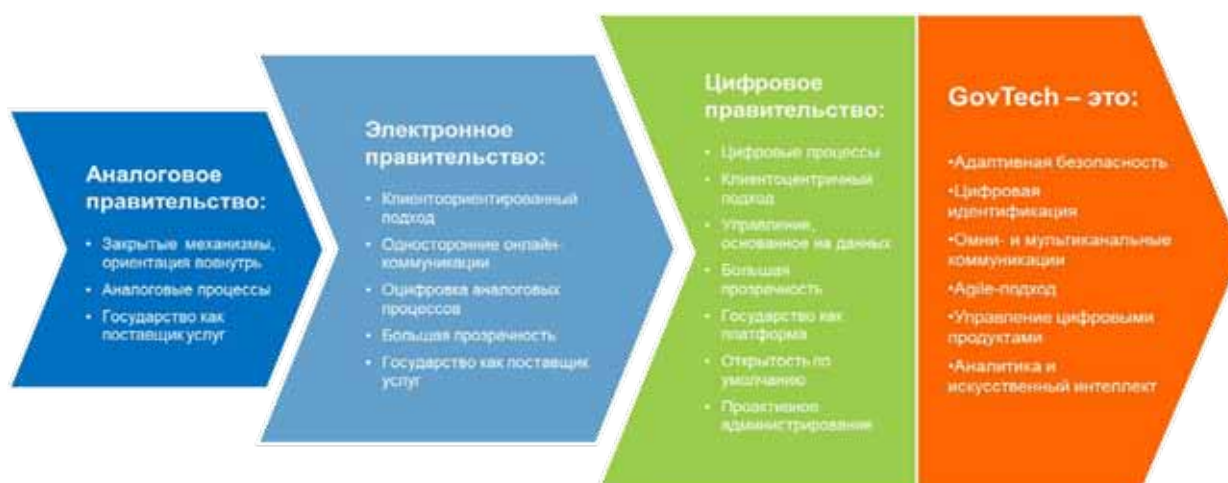 Аналоговое
правительство:
• Закрытые механизмы,
ориентация вовнутрь
• Аналоговые процессы
• Государство как
поставщик услуг
Электронное
правительство:
• Клиентоориентированный
подход
• Односторонние онлайн-
коммуникации
• Оцифровка аналоговых
процессов
• Большая прозрачность
• Государство как поставщик
услуг
Цифровое
правительство:
• Цифровые процессы
• Клиентоцентричный
подход
• Управление,
основанное на данных
• Большая
прозрачность
• Государство как
платформа
• Открытость по
умолчанию
• Проактивное
администрирование
GovTech – это:
•Адаптивная безопасность
•Цифровая
идентификация
•Омни- и мультиканальные
коммуникации
•Agile-подход
•Управление цифровыми
продуктами
•Аналитика и
искусственный интеллект